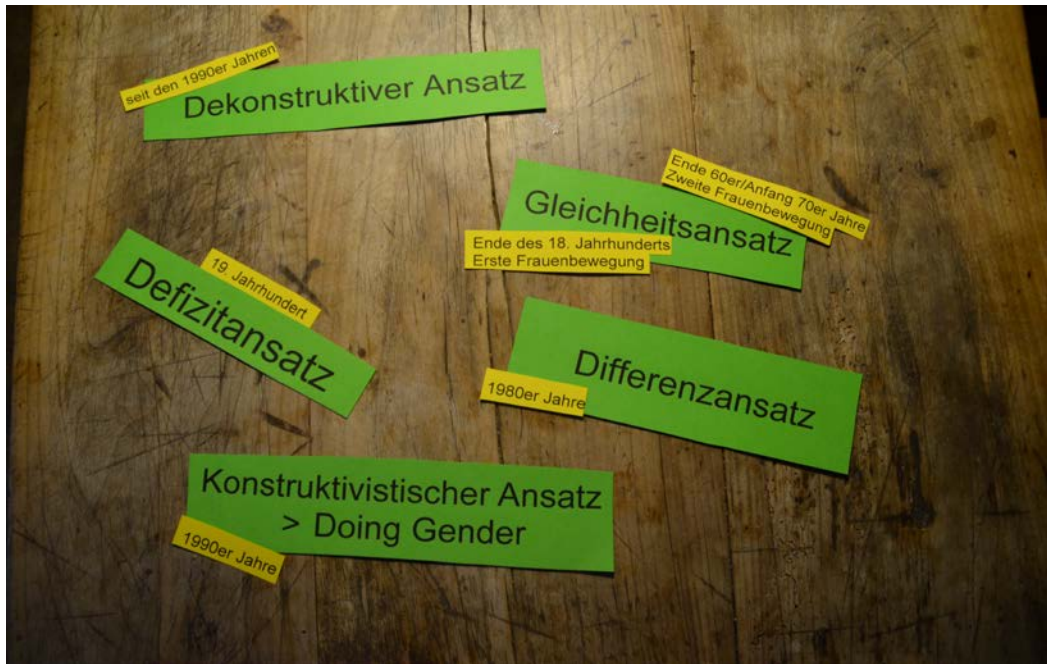 seit den 1990er Jahren
Dekonstruktiver Ansatz
Ende 60er/Anfang 70er Jahre
Zweite Frauenbewegung
Gleichheitsansatz
Ende des 18. Jahrhunderts
Erste Frauenbewegung
19. Jahrhundert
Defizitansatz
Differenzansatz
1980er Jahre
Konstruktivistischer Ansatz
> Doing Gender
1990er Jahre